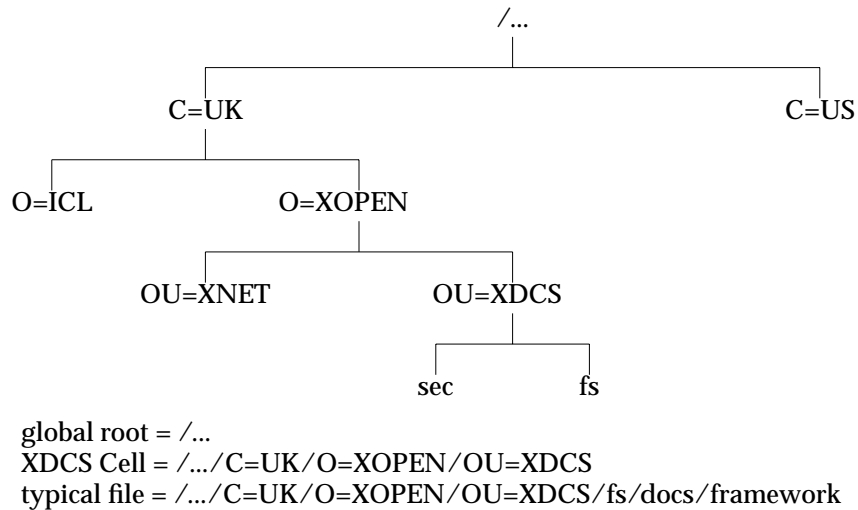 /...
C=UK C=US
O=ICL O=XOPEN
OU=XNET OU=XDCS
sec fs
global root = /...
XDCS Cell = /.../C=UK/O=XOPEN/OU=XDCS
typical file = /.../C=UK/O=XOPEN/OU=XDCS/fs/docs/framework